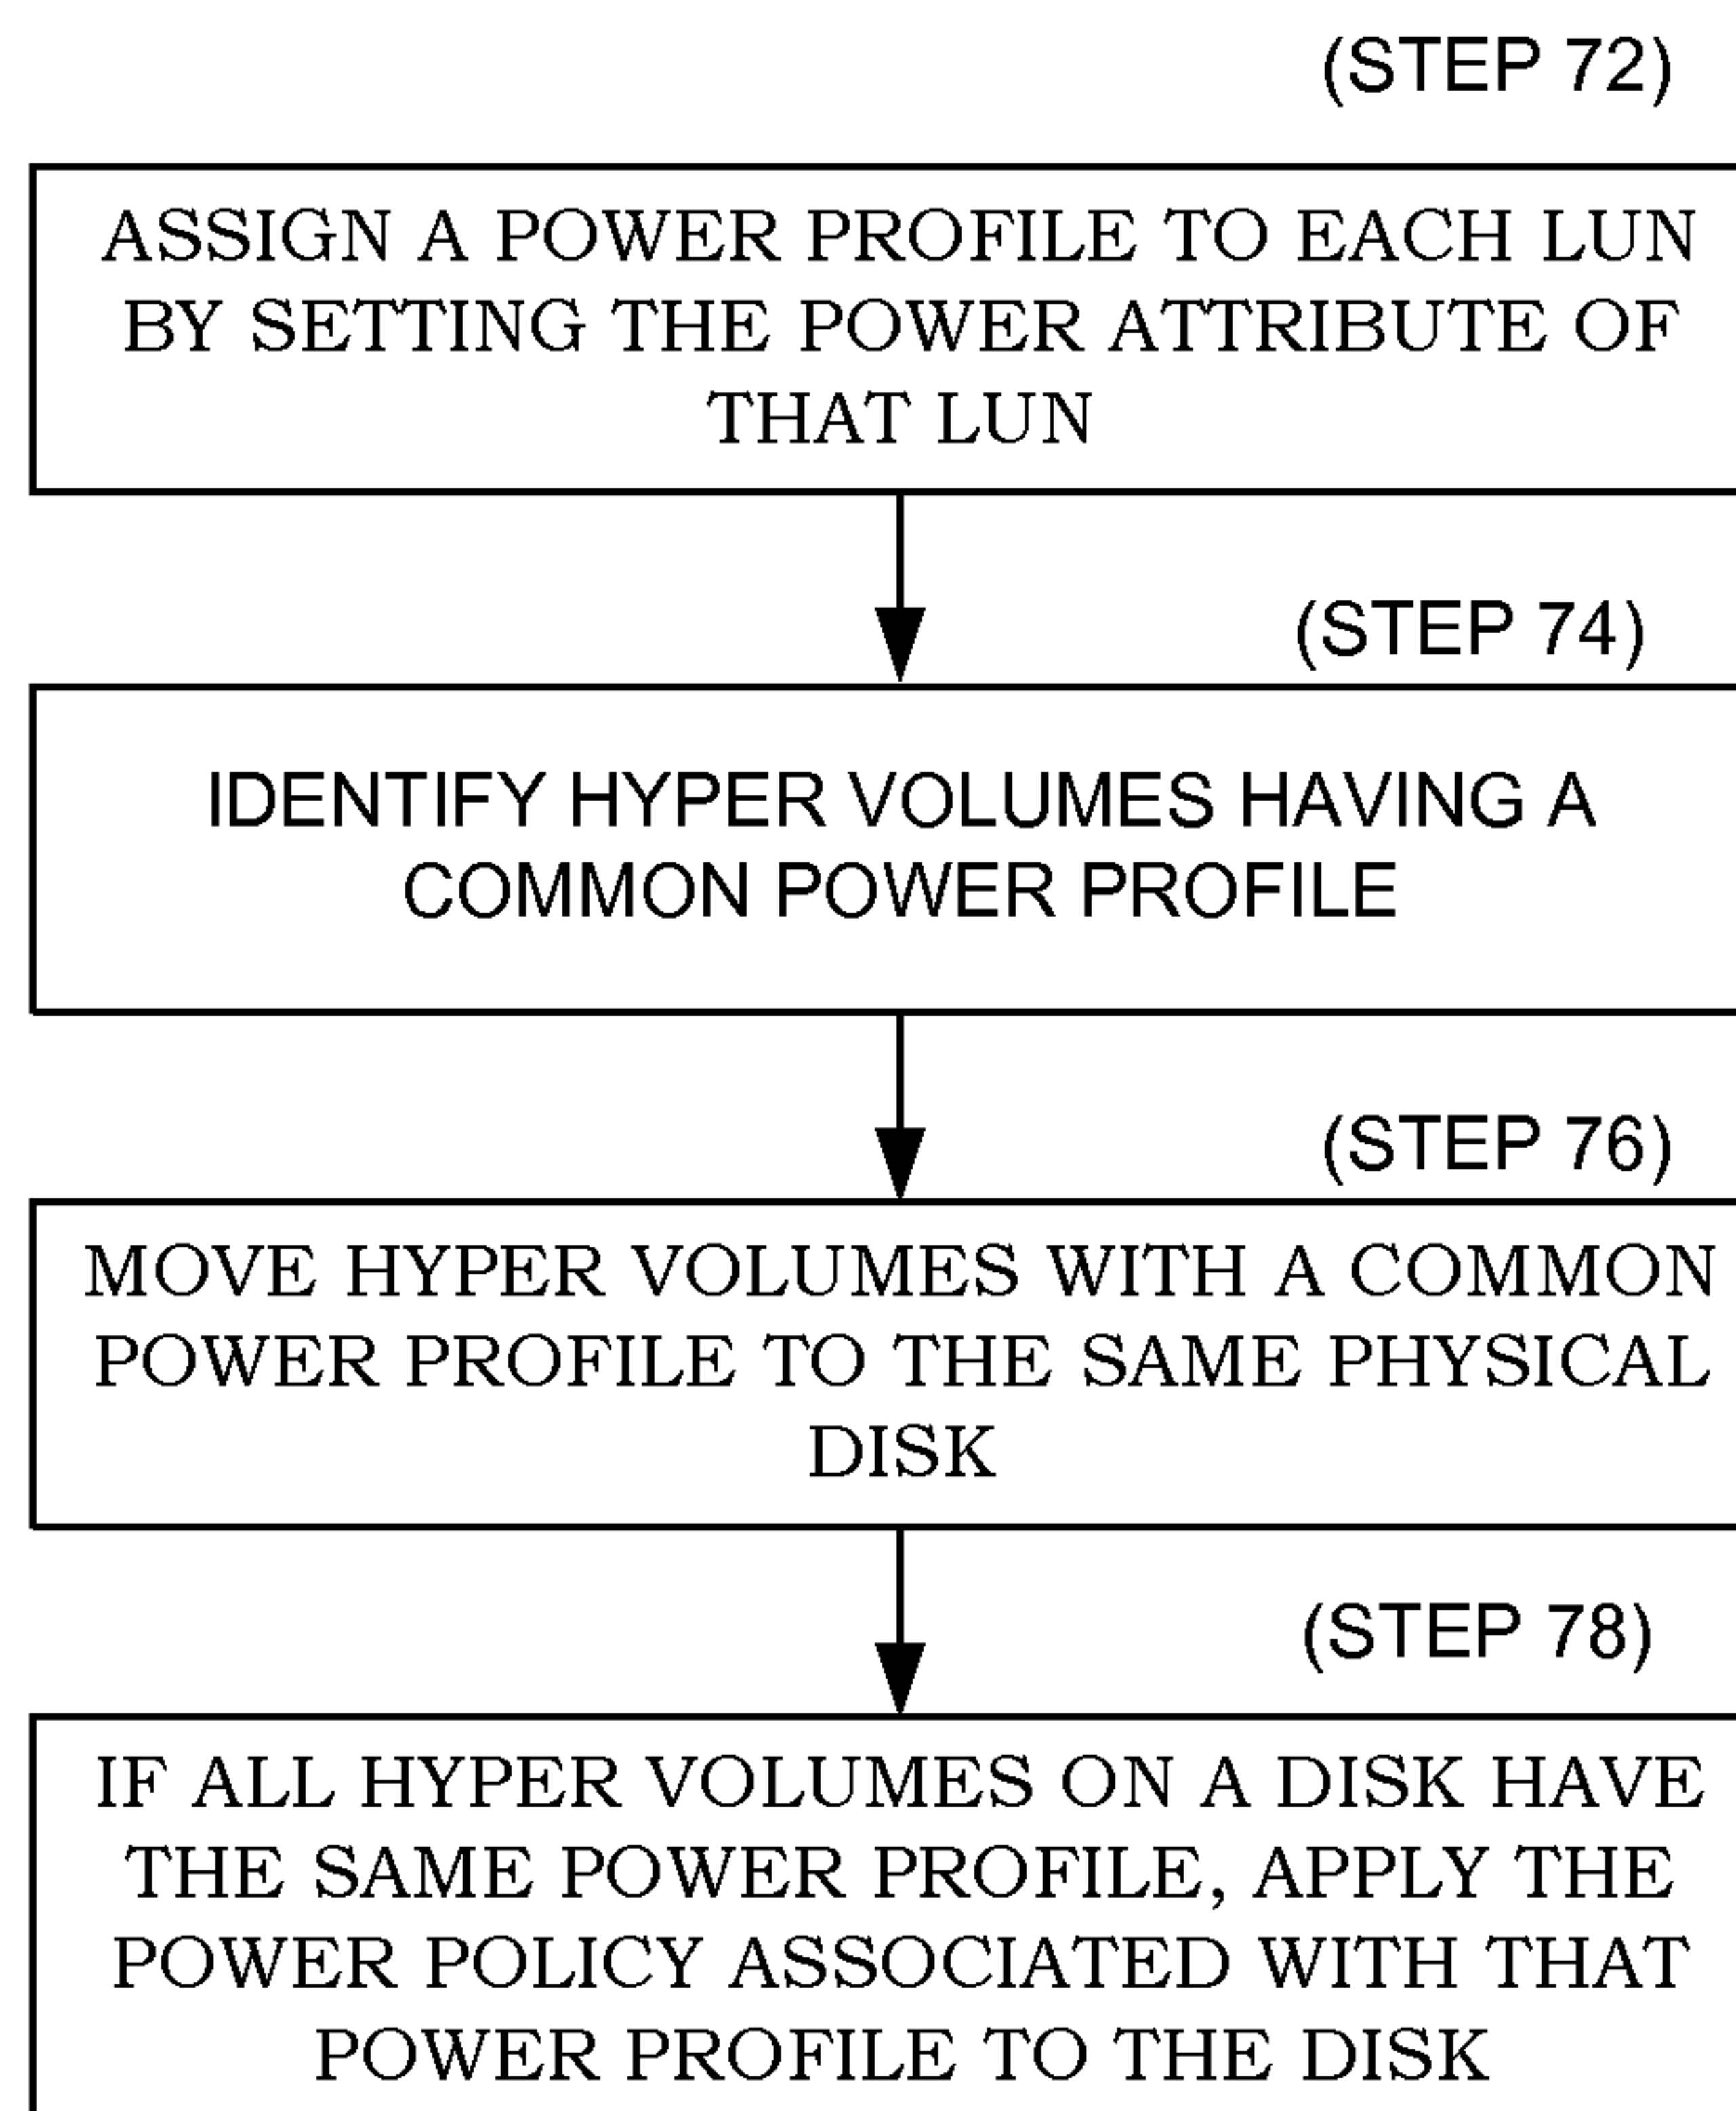 (STEP 72)
ASSIGN A POWER PROFILE TO EACH LUN
BY SETTING THE POWER ATTRIBUTE OF
THAT LUN
(STEP 74)
IDENTIFY HYPER VOLUMES HAVING A
COMMON POWER PROFILE
(STEP 76)
MOVE HYPER VOLUMES WITH A COMMON
POWER PROFILE TO THE SAME PHYSICAL
DISK
(STEP 78)
IF ALL HYPER VOLUMES ON A DISK HAVE
THE SAME POWER PROFILE, APPLY THE
POWER POLICY ASSOCIATED WITH THAT
POWER PROFILE TO THE DISK